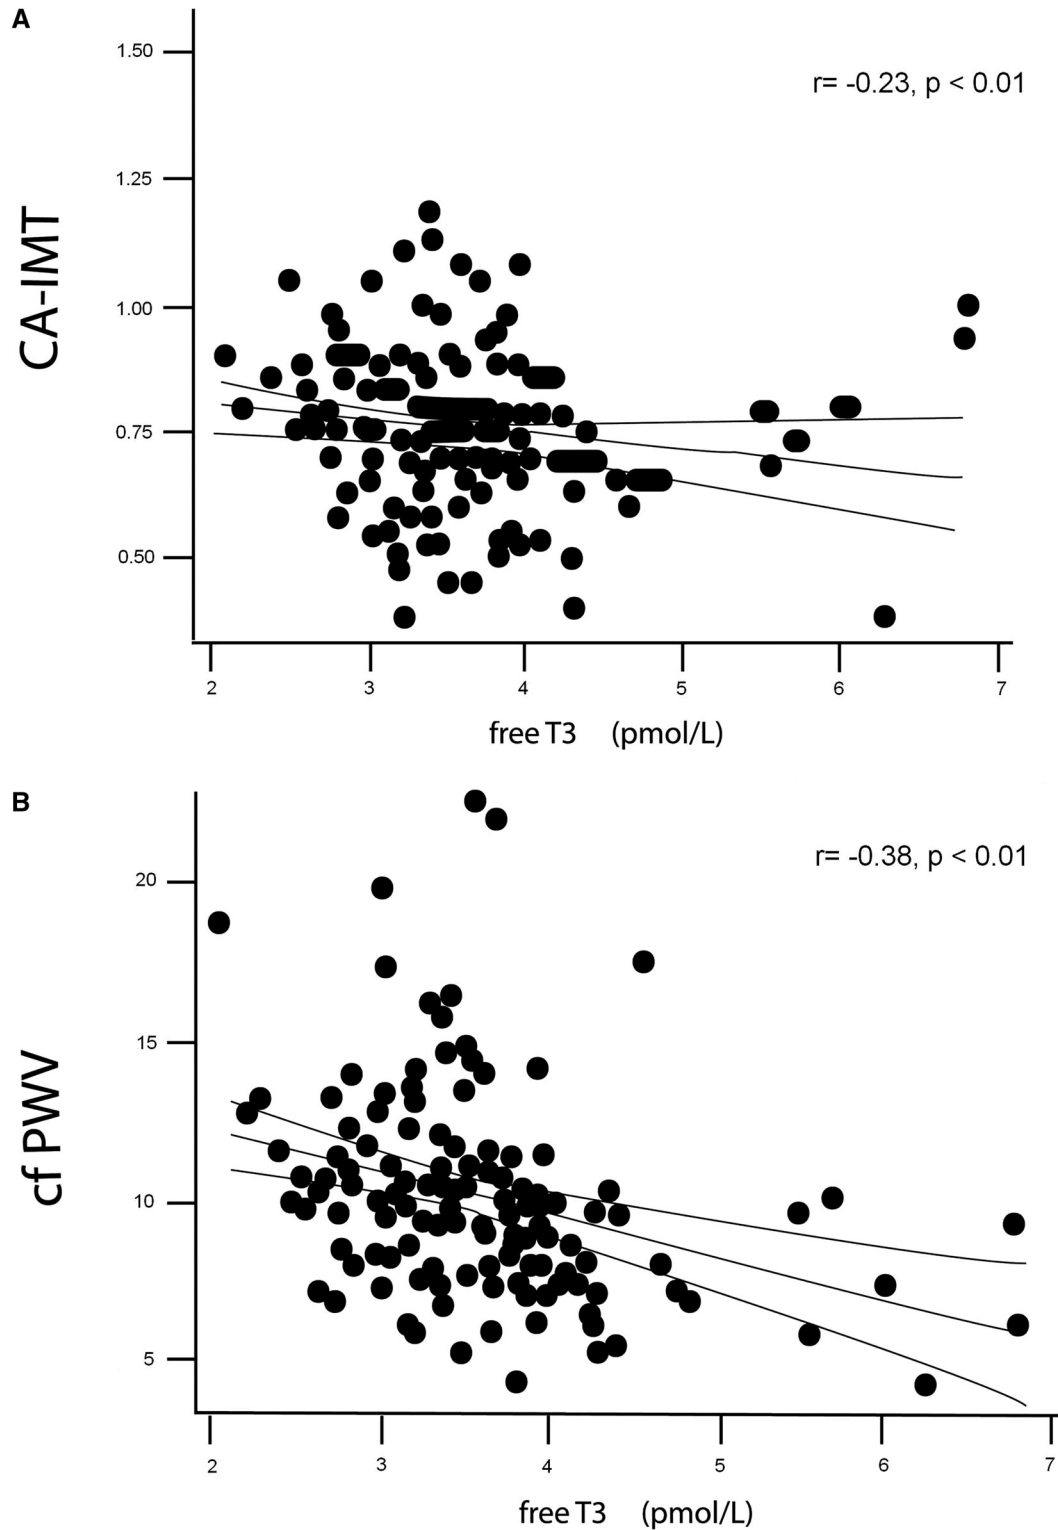 A
1.50
r= -0.23, p < 0.01
1.25
CA-IMT
1.00
0.75
0.50
2 3 4 5 6 7
free T3 (pmol/L)
B
r= -0.38, p < 0.01
20
15
cf PWV
10
5
2 3 4 5 6 7
free T3 (pmol/L)